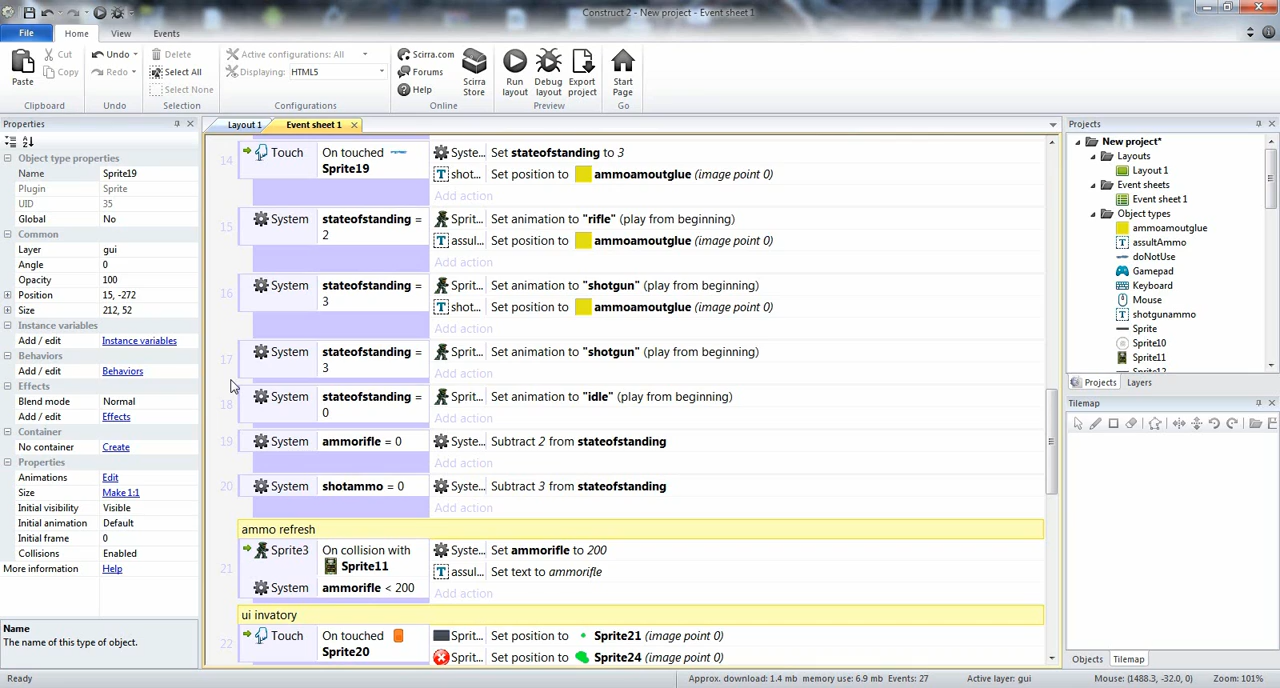 Construct 2 - New project - Event sheet 1
File
Home
View
Events
Paste
Cut
Copy
Clipboard
Undo
Redo
Undo
Delete
Select All
Select None
Selection
Active configurations: All
Displaying: HTML5
Configurations
Scirra.com
Forums
Help
Scirra Store
Online
Run layout
Debug layout
Export project
Preview
Start Page
Go
Properties
Object type properties
Name Sprite19
Plugin Sprite
UID 35
Global No
Common
Layer gui
Angle 0
Opacity 100
Position 15, -272
Size 212, 52
Instance variables
Add / edit Instance variables
Behaviors
Add / edit Behaviors
Effects
Blend mode Normal
Add / edit Effects
Container
No container Create
Properties
Animations Edit
Size Make 1:1
Initial visibility Visible
Initial animation Default
Initial frame 0
Collisions Enabled
More information Help
Name
The name of this type of object.
Layout 1
Event sheet 1
14 Touch On touched Sprite19
Syste... Set stateofstanding to 3
shot... Set position to ammoamoutglue (image point 0)
Add action
15 System stateofstanding = 2
Sprit... Set animation to "rifle" (play from beginning)
assul... Set position to ammoamoutglue (image point 0)
Add action
16 System stateofstanding = 3
Sprit... Set animation to "shotgun" (play from beginning)
shot... Set position to ammoamoutglue (image point 0)
Add action
17 System stateofstanding = 3
Sprit... Set animation to "shotgun" (play from beginning)
Add action
18 System stateofstanding = 0
Sprit... Set animation to "idle" (play from beginning)
Add action
19 System ammorifle = 0
Syste... Subtract 2 from stateofstanding
Add action
20 System shotammo = 0
Syste... Subtract 3 from stateofstanding
Add action
ammo refresh
21 Sprite3 On collision with Sprite11
Syste... Set ammorifle to 200
assul... Set text to ammorifle
System ammorifle < 200
Add action
ui invatory
22 Touch On touched Sprite20
Sprit... Set position to Sprite21 (image point 0)
Sprit... Set position to Sprite24 (image point 0)
Projects
New project*
Layouts
Layout 1
Event sheets
Event sheet 1
Object types
ammoamoutglue
assultAmmo
doNotUse
Gamepad
Keyboard
Mouse
shotgunammo
Sprite
Sprite10
Sprite11
Sprite12
Projects
Layers
Tilemap
Objects
Tilemap
Ready
Approx. download: 1.4 mb memory use: 6.9 mb Events: 27
Active layer: gui
Mouse: (1488.3, -32.0, 0)
Zoom: 101%